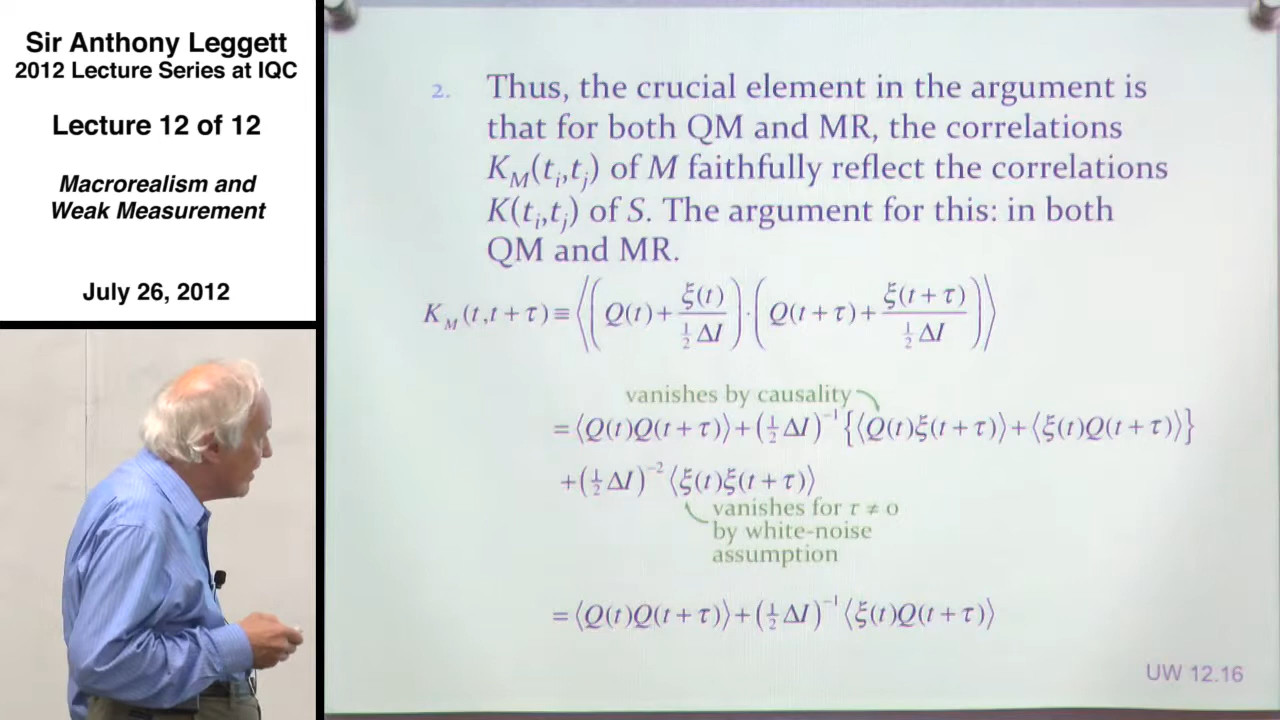 Sir Anthony Leggett
2012 Lecture Series at IQC
Lecture 12 of 12
Macrorealism and
Weak Measurement
July 26, 2012
2. Thus, the crucial element in the argument is
that for both QM and MR, the correlations
K_M(t_i,t_j) of M faithfully reflect the correlations
K(t_i,t_j) of S. The argument for this: in both
QM and MR.
K_M(t,t+τ)≡⟨(Q(t)+ξ(t)/(½ΔI))·(Q(t+τ)+ξ(t+τ)/(½ΔI))⟩
vanishes by causality
=⟨Q(t)Q(t+τ)⟩+(½ΔI)⁻¹{⟨Q(t)ξ(t+τ)⟩+⟨ξ(t)Q(t+τ)⟩}
+(½ΔI)⁻²⟨ξ(t)ξ(t+τ)⟩
vanishes for τ ≠ 0
by white-noise
assumption
=⟨Q(t)Q(t+τ)⟩+(½ΔI)⁻¹⟨ξ(t)Q(t+τ)⟩
UW 12.16